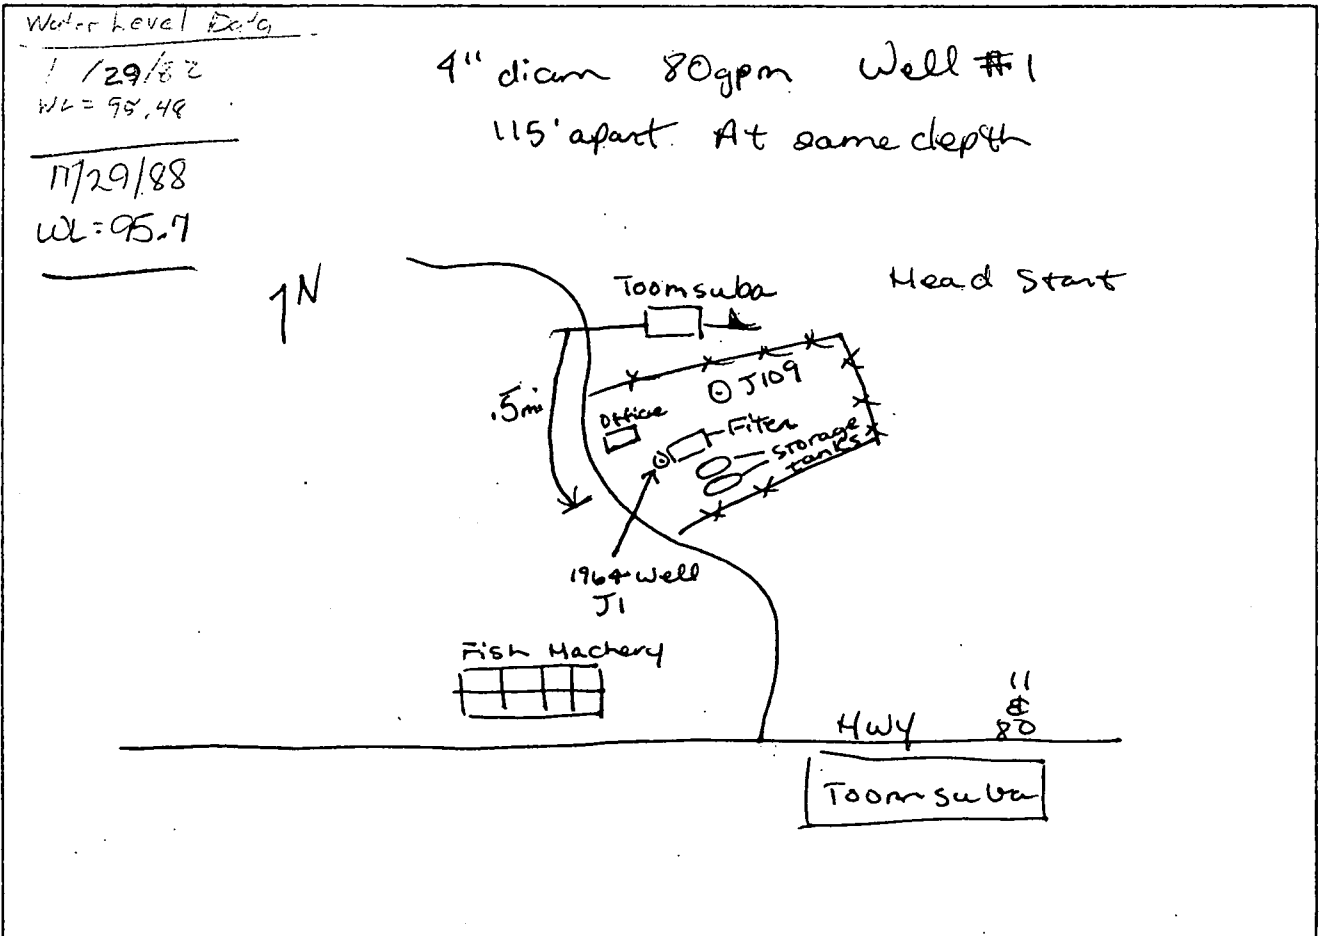 Water Level Data
1 /29/82
WL = 95.48
11/29/88
WL = 95.7
4" diam 80gpm Well #1
115' apart. At same depth
↑N
Toomsuba Head Start
J109
.5mi
Office
Filter
Storage
tanks
1964 Well
J1
Fish Hachery
Hwy 11
&
80
Toomsuba